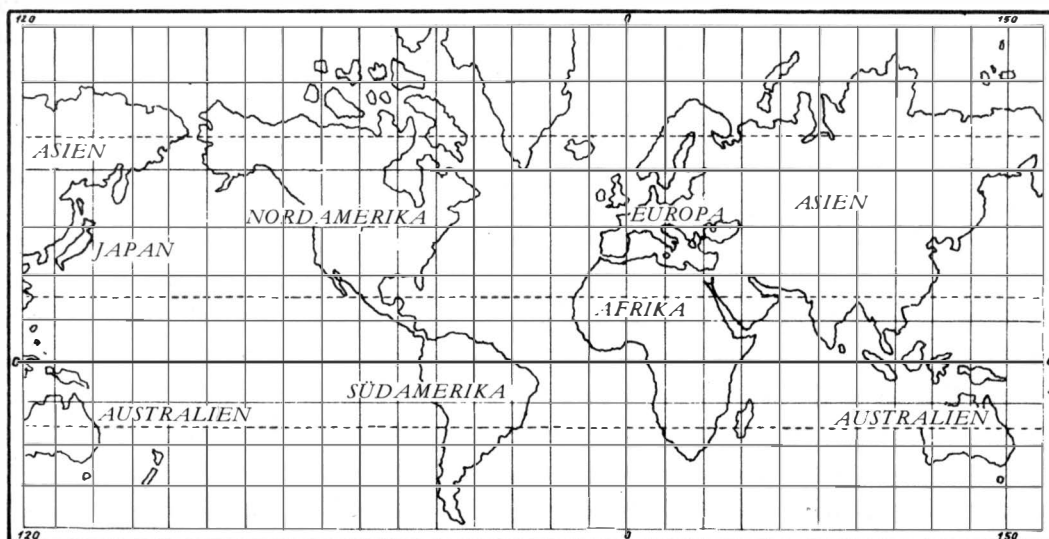 120 0 150
ASIEN
NORDAMERIKA
EUROPA
ASIEN
JAPAN
AFRIKA
0
SÜDAMERIKA
AUSTRALIEN
AUSTRALIEN
120 0 150